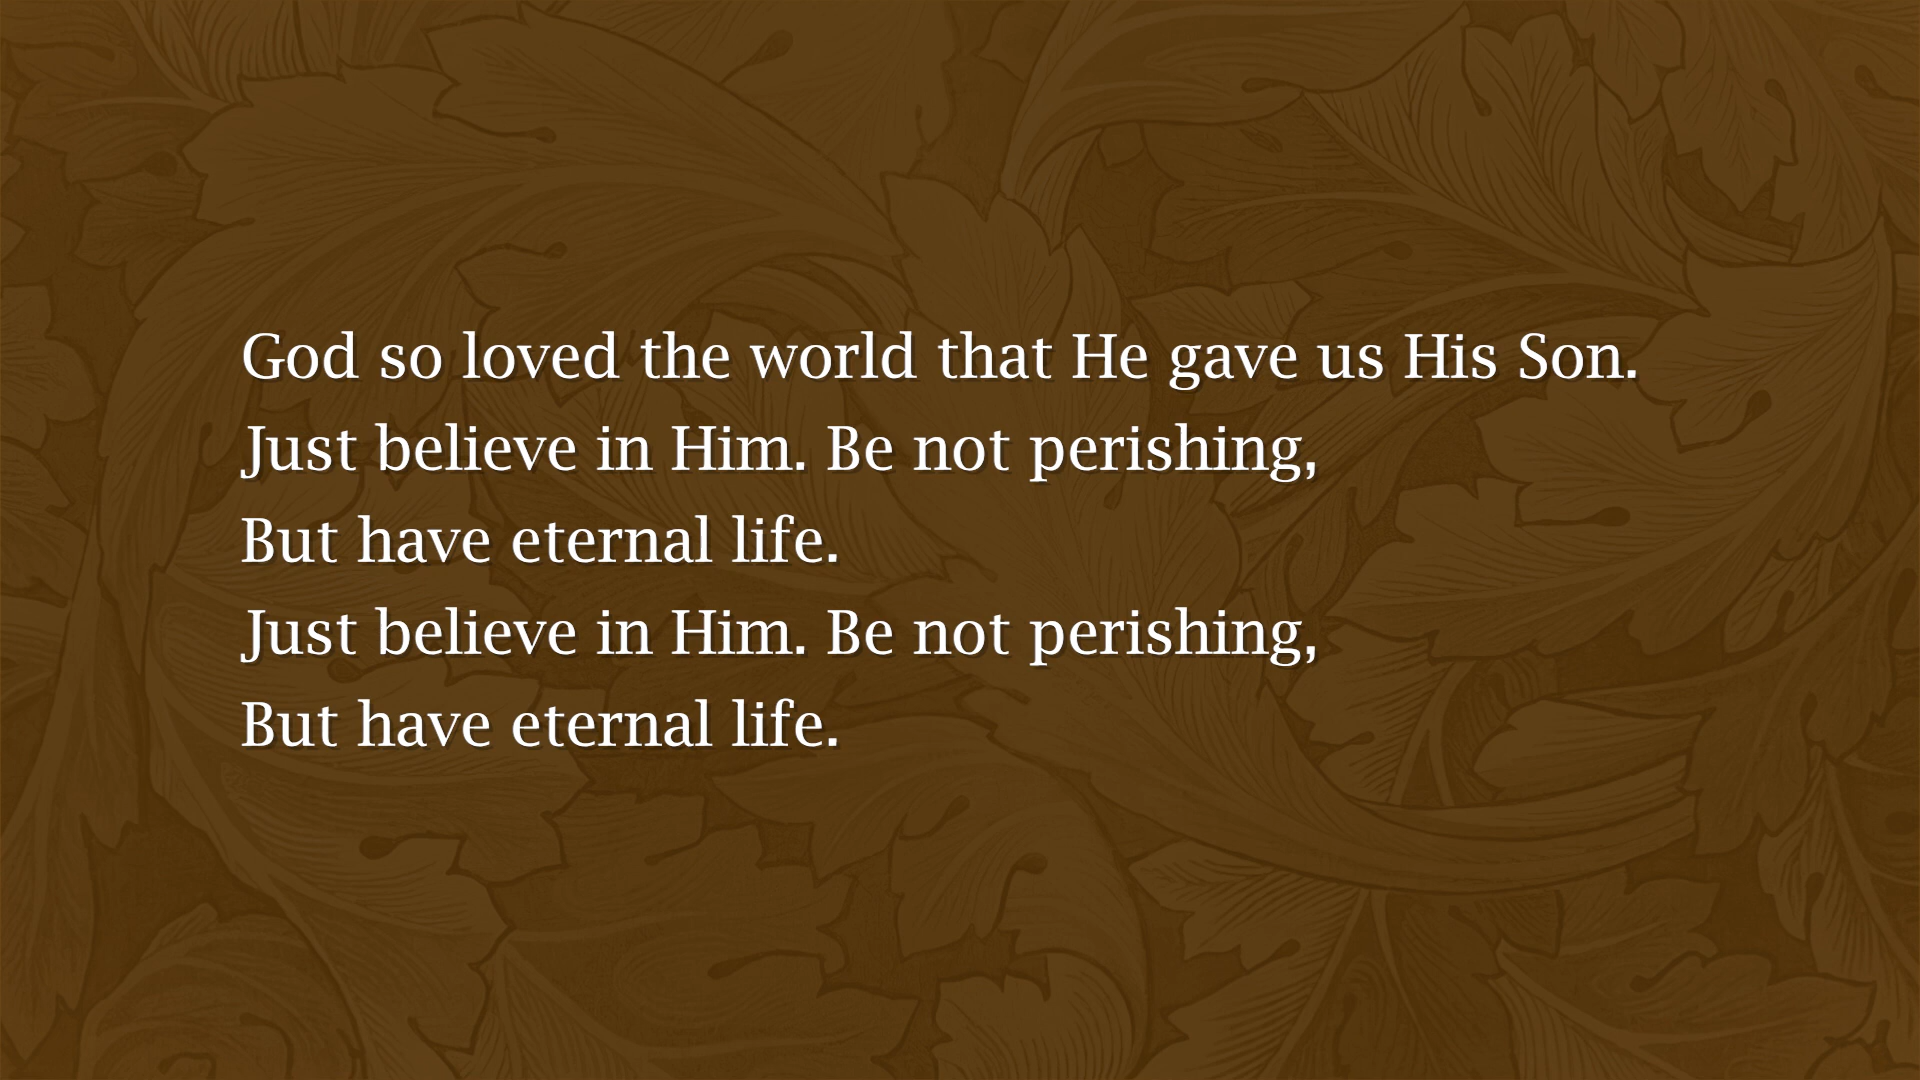 God so loved the world that He gave us His Son.
Just believe in Him. Be not perishing,
But have eternal life.
Just believe in Him. Be not perishing,
But have eternal life.